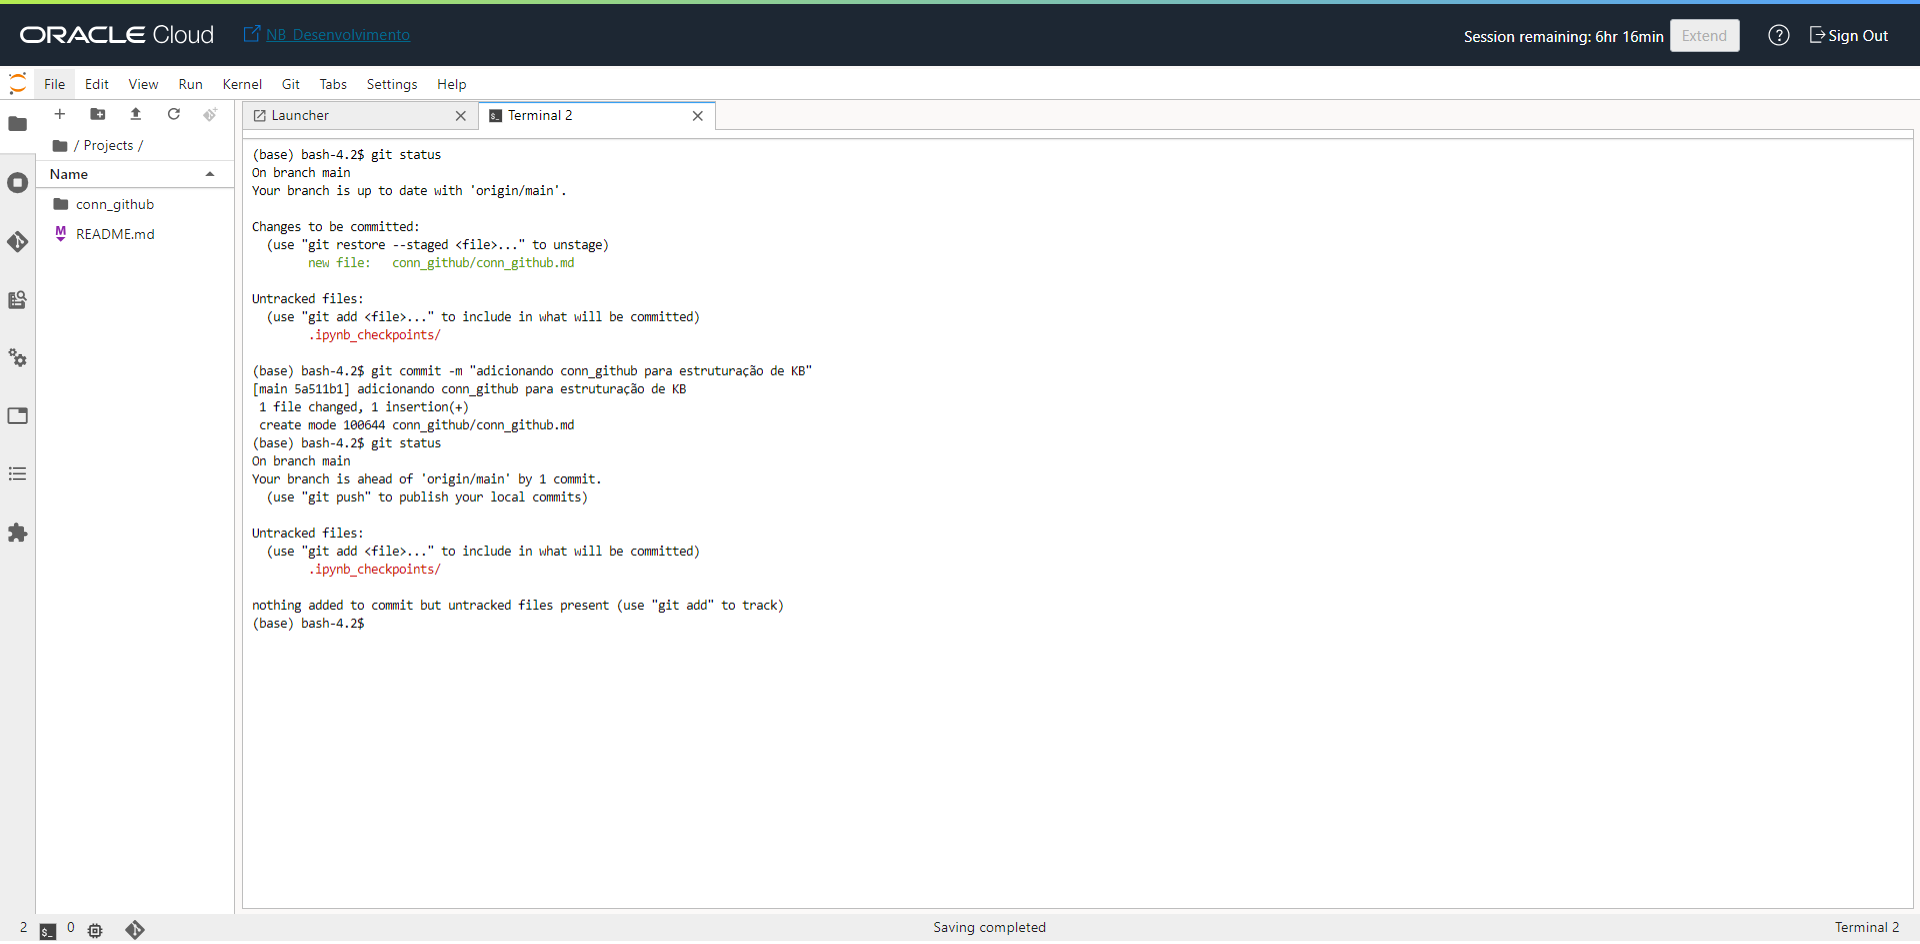 ORACLE Cloud
NB_Desenvolvimento
Session remaining: 6hr 16min
Extend
?
Sign Out
File Edit View Run Kernel Git Tabs Settings Help
Launcher
Terminal 2
/ Projects /
Name
conn_github
README.md
(base) bash-4.2$ git status
On branch main
Your branch is up to date with 'origin/main'.
Changes to be committed:
(use "git restore --staged <file>..." to unstage)
new file:   conn_github/conn_github.md
Untracked files:
(use "git add <file>..." to include in what will be committed)
.ipynb_checkpoints/
(base) bash-4.2$ git commit -m "adicionando conn_github para estruturação de KB"
[main 5a511b1] adicionando conn_github para estruturação de KB
1 file changed, 1 insertion(+)
create mode 100644 conn_github/conn_github.md
(base) bash-4.2$ git status
On branch main
Your branch is ahead of 'origin/main' by 1 commit.
(use "git push" to publish your local commits)
Untracked files:
(use "git add <file>..." to include in what will be committed)
.ipynb_checkpoints/
nothing added to commit but untracked files present (use "git add" to track)
(base) bash-4.2$
2
0
Saving completed
Terminal 2